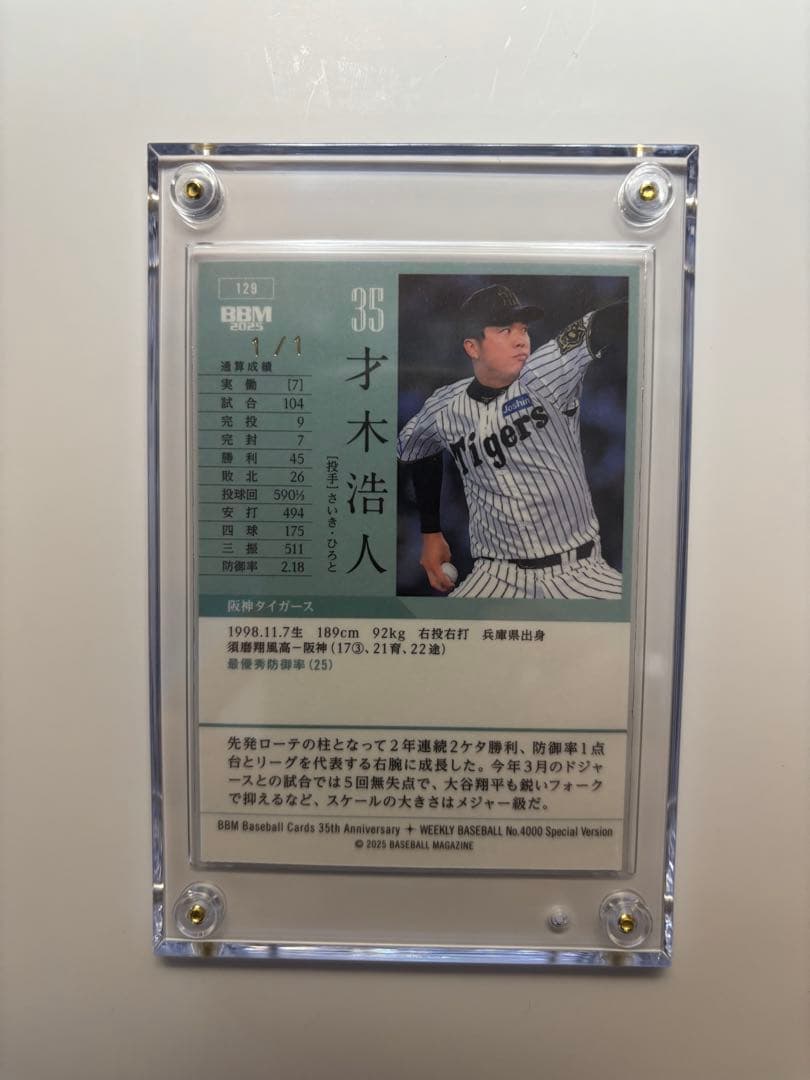 129
BBM
2025
1/1
35
才木浩人
[投手]さいき・ひろと
通算成績
実働 [7]
試合 104
完投 9
完封 7
勝利 45
敗北 26
投球回 590⅓
安打 494
四球 175
三振 511
防御率 2.18
Joshin
Tigers
阪神タイガース
1998.11.7生 189cm 92kg 右投右打 兵庫県出身
須磨翔風高－阪神(17③、21育、22途)
最優秀防御率(25)
先発ローテの柱となって2年連続2ケタ勝利、防御率1点
台とリーグを代表する右腕に成長した。今年3月のドジャ
ースとの試合では5回無失点で、大谷翔平も鋭いフォーク
で抑えるなど、スケールの大きさはメジャー級だ。
BBM Baseball Cards 35th Anniversary ✦ WEEKLY BASEBALL No.4000 Special Version
© 2025 BASEBALL MAGAZINE